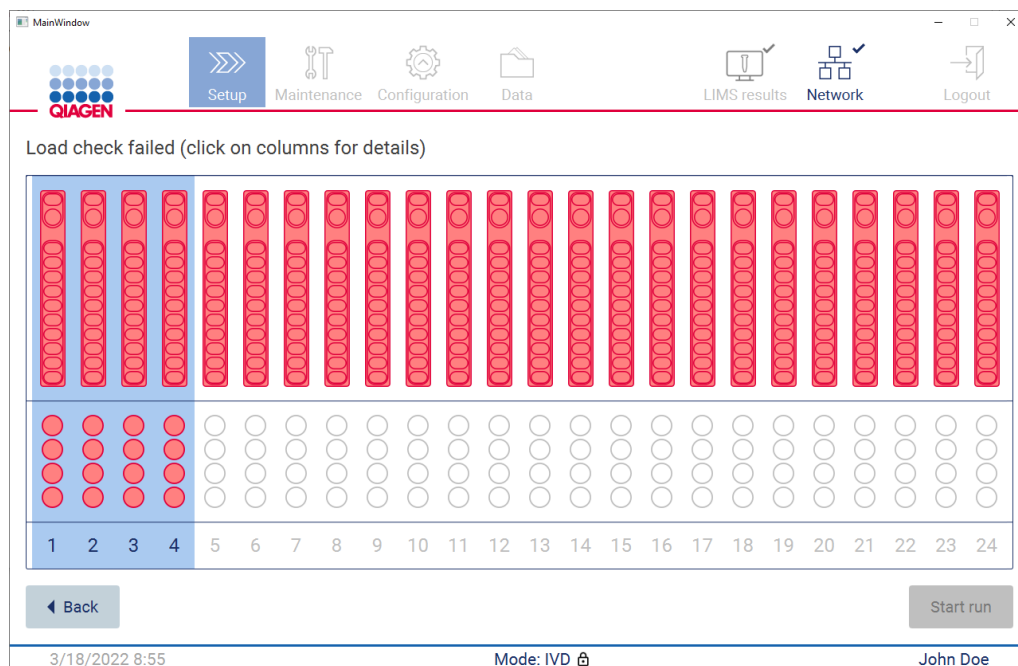 MainWindow
QIAGEN
Setup Maintenance Configuration Data LIMS results Network Logout
Load check failed (click on columns for details)
1 2 3 4 5 6 7 8 9 10 11 12 13 14 15 16 17 18 19 20 21 22 23 24
Back Start run
3/18/2022 8:55 Mode: IVD John Doe